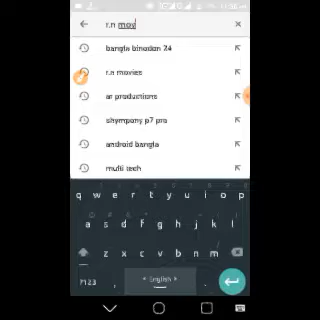 r.n mov
bangla binodon 24
r.n movies
ar productions
shympony p7 pro
android bangla
multi tech
q w e r t y u i o p
a s d f g h j k l
z x c v b n m
?123 , English .